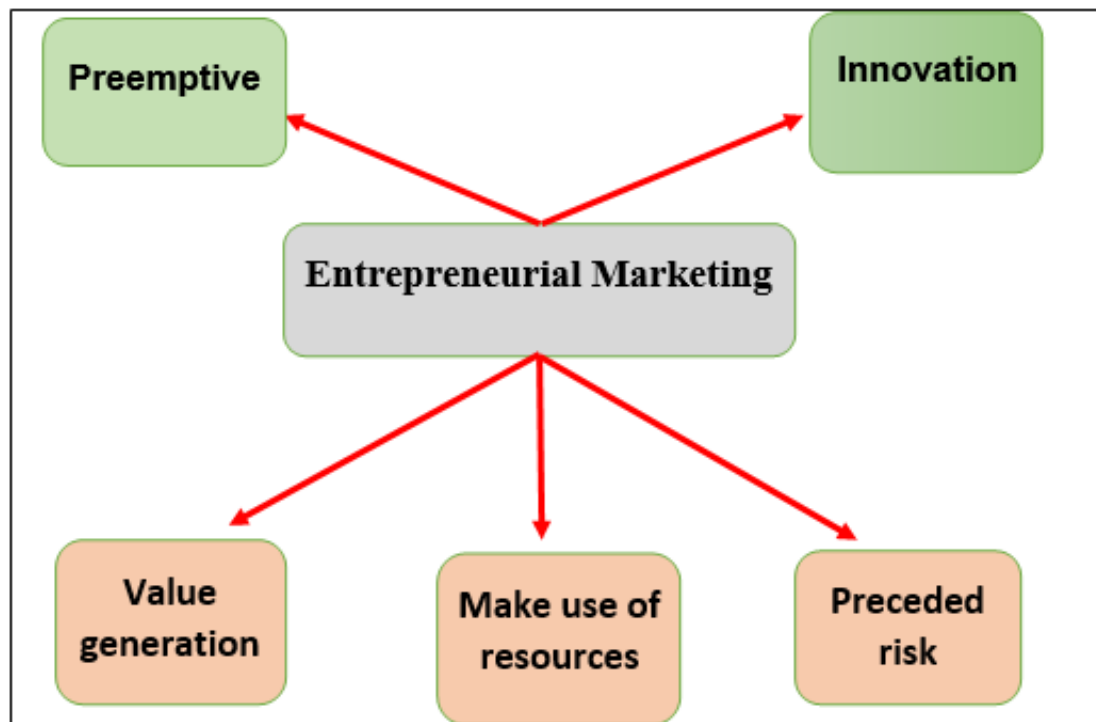 Preemptive
Innovation
Entrepreneurial Marketing
Value
generation
Make use of
resources
Preceded
risk